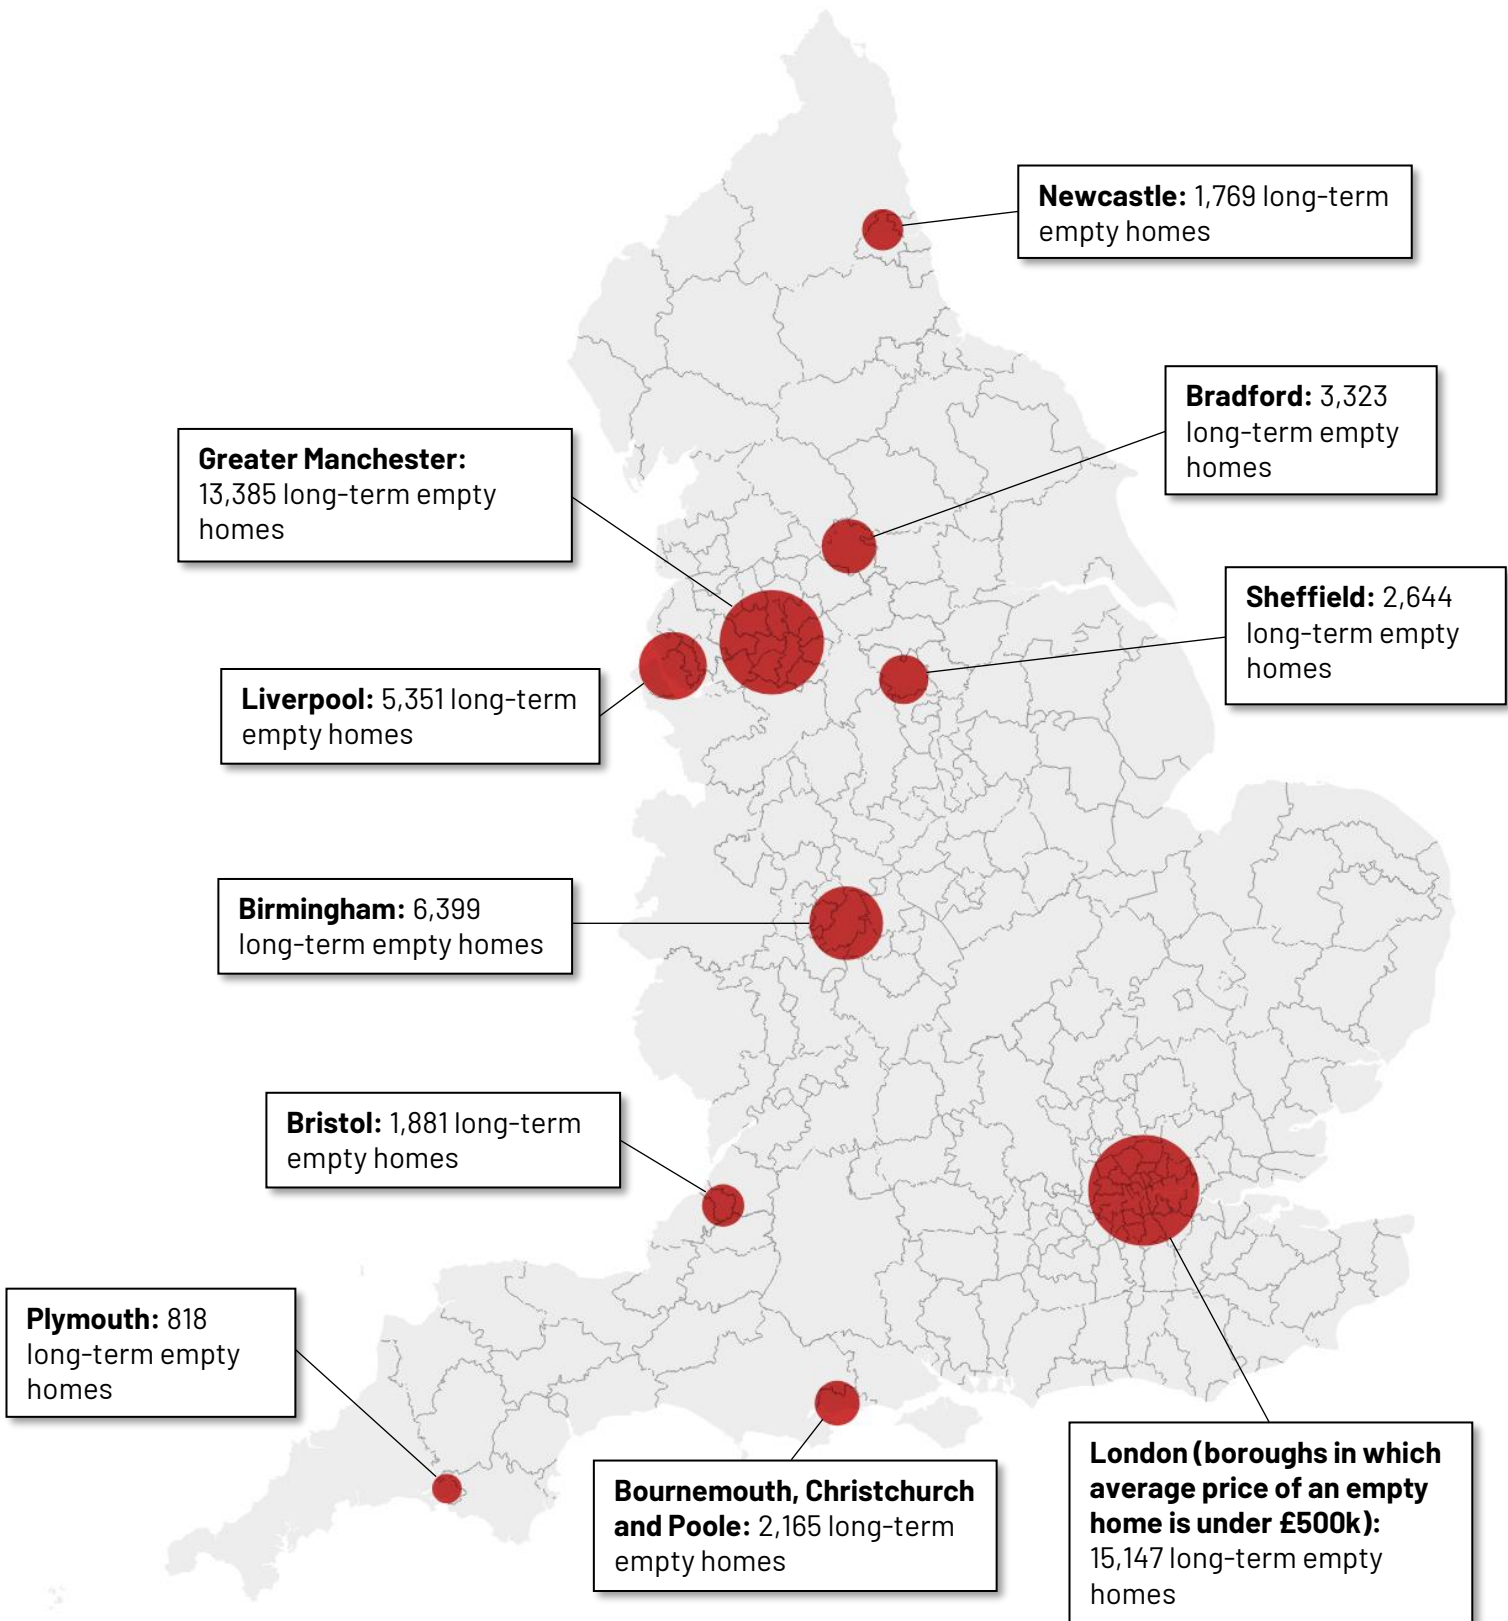 Newcastle: 1,769 long-term
empty homes
Bradford: 3,323
long-term empty
homes
Greater Manchester:
13,385 long-term empty
homes
Sheffield: 2,644
long-term empty
homes
Liverpool: 5,351 long-term
empty homes
Birmingham: 6,399
long-term empty homes
Bristol: 1,881 long-term
empty homes
Plymouth: 818
long-term empty
homes
Bournemouth, Christchurch
and Poole: 2,165 long-term
empty homes
London (boroughs in which
average price of an empty
home is under £500k):
15,147 long-term empty
homes